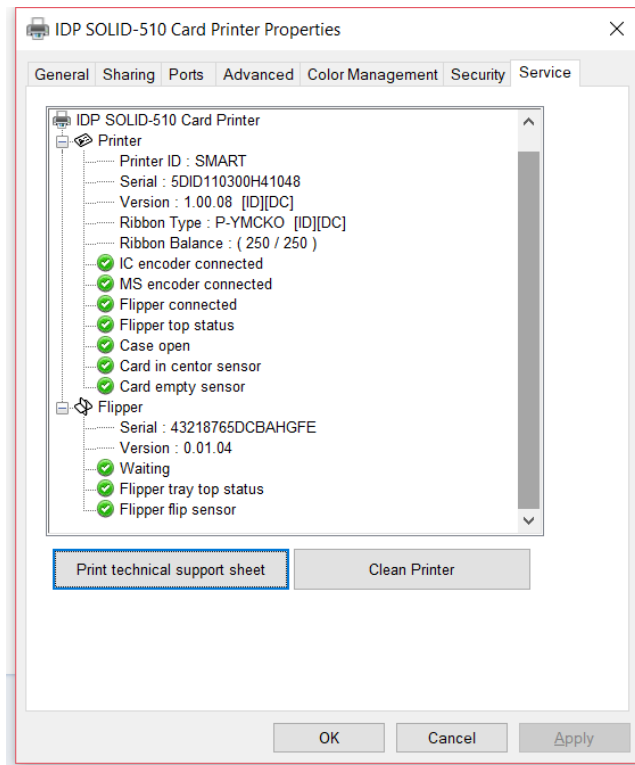 IDP SOLID-510 Card Printer Properties
General Sharing Ports Advanced Color Management Security Service
IDP SOLID-510 Card Printer
Printer
Printer ID : SMART
Serial : 5DID110300H41048
Version : 1.00.08 [ID][DC]
Ribbon Type : P-YMCKO [ID][DC]
Ribbon Balance : ( 250 / 250 )
IC encoder connected
MS encoder connected
Flipper connected
Flipper top status
Case open
Card in centor sensor
Card empty sensor
Flipper
Serial : 43218765DCBAHGFE
Version : 0.01.04
Waiting
Flipper tray top status
Flipper flip sensor
Print technical support sheet Clean Printer
OK Cancel Apply